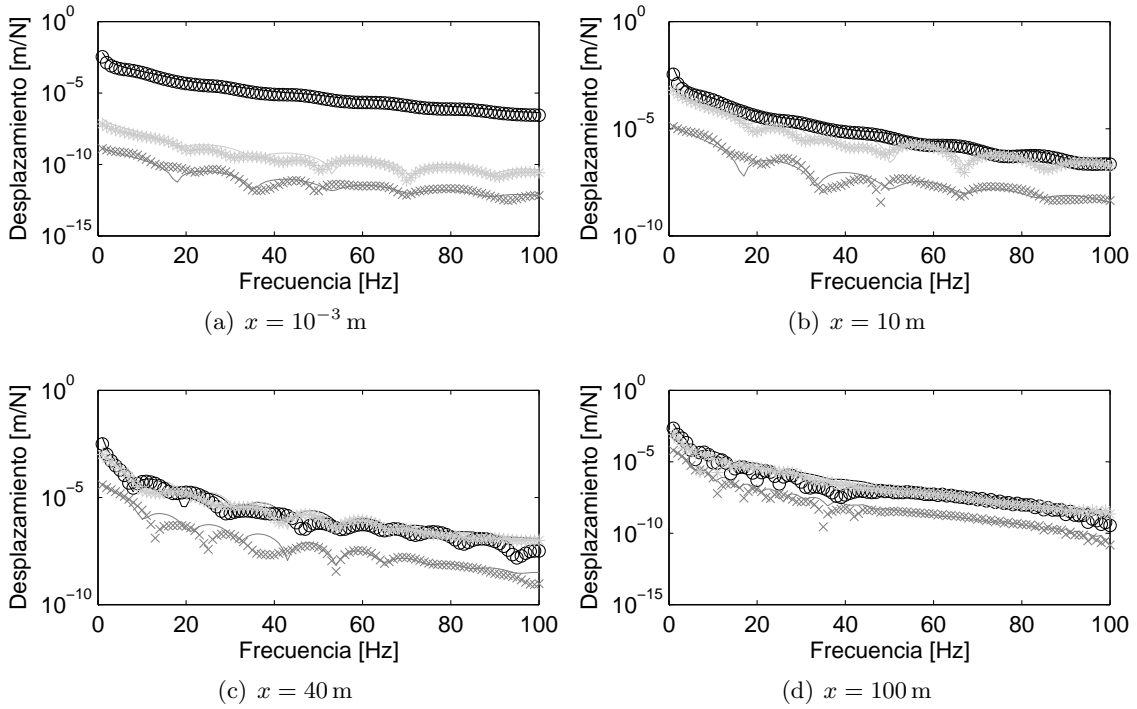 10^0
10^−5
10^−10
10^−15
Desplazamiento [m/N]
0 20 40 60 80 100
Frecuencia [Hz]
(a) x = 10^−3 m
10^0
10^−5
10^−10
Desplazamiento [m/N]
0 20 40 60 80 100
Frecuencia [Hz]
(b) x = 10 m
10^0
10^−5
10^−10
Desplazamiento [m/N]
0 20 40 60 80 100
Frecuencia [Hz]
(c) x = 40 m
10^0
10^−5
10^−10
10^−15
Desplazamiento [m/N]
0 20 40 60 80 100
Frecuencia [Hz]
(d) x = 100 m